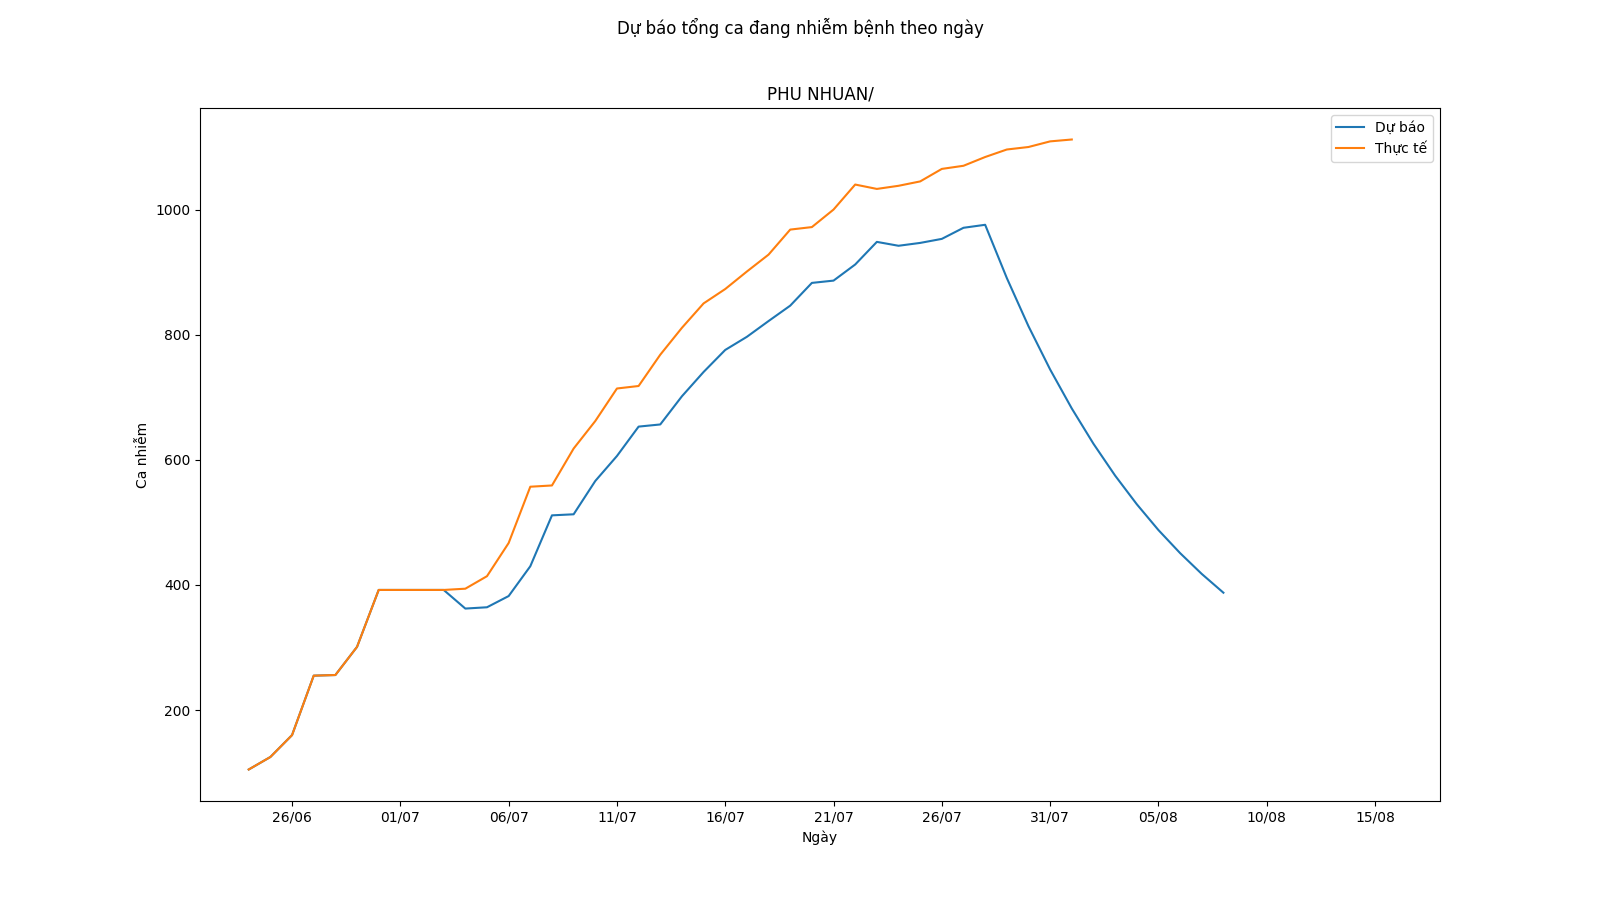 Dự báo tổng ca đang nhiễm bệnh theo ngày
PHU NHUAN/
Dự báo
Thực tế
1000
800
600
400
200
Ca nhiễm
26/06 01/07 06/07 11/07 16/07 21/07 26/07 31/07 05/08 10/08 15/08
Ngày